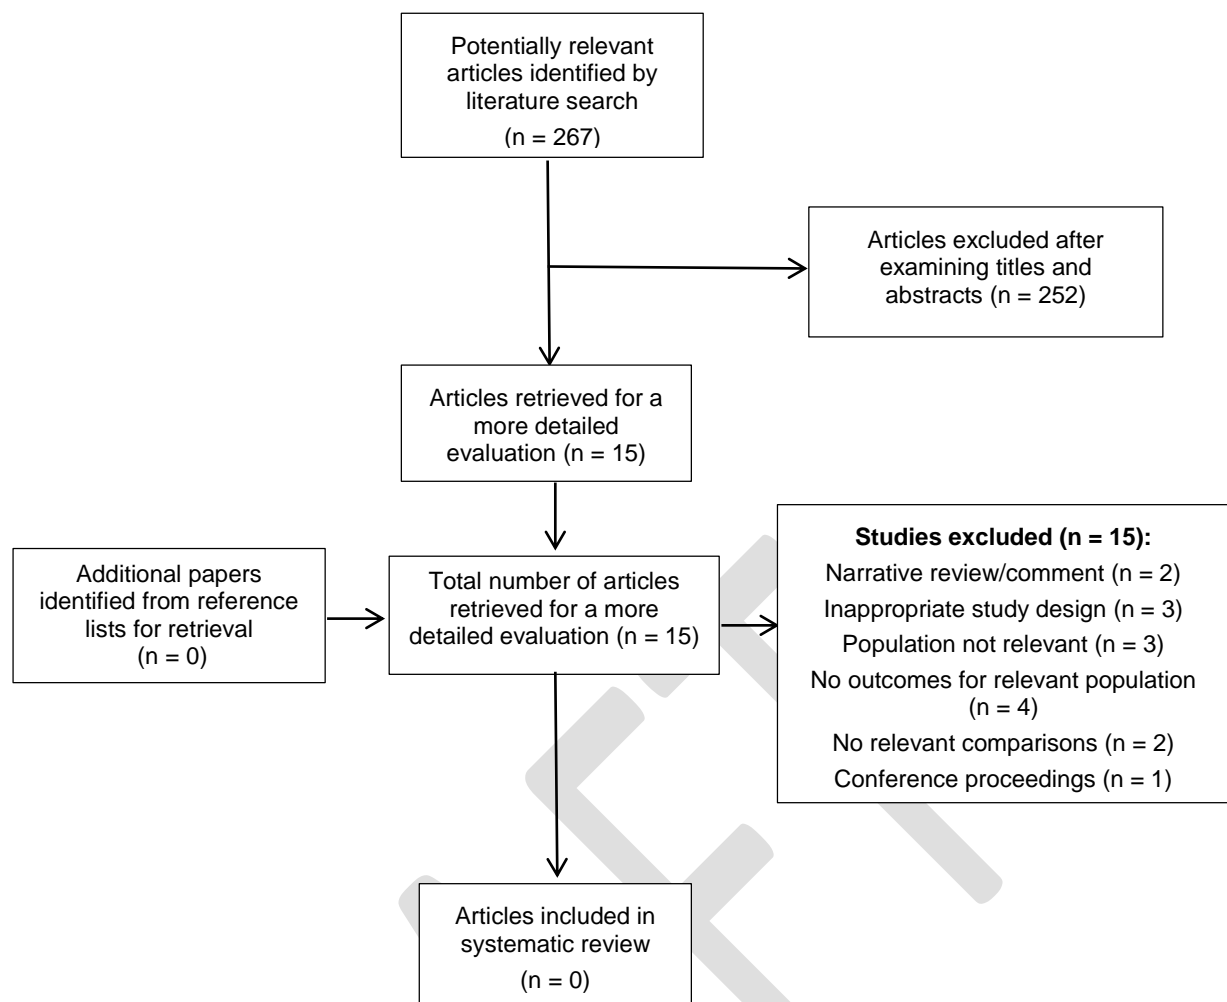 Potentially relevant
articles identified by
literature search
(n = 267)
Articles excluded after
examining titles and
abstracts (n = 252)
Articles retrieved for a
more detailed
evaluation (n = 15)
Additional papers
identified from reference
lists for retrieval
(n = 0)
Total number of articles
retrieved for a more
detailed evaluation (n = 15)
Studies excluded (n = 15):
Narrative review/comment (n = 2)
Inappropriate study design (n = 3)
Population not relevant (n = 3)
No outcomes for relevant population
(n = 4)
No relevant comparisons (n = 2)
Conference proceedings (n = 1)
Articles included in
systematic review
(n = 0)